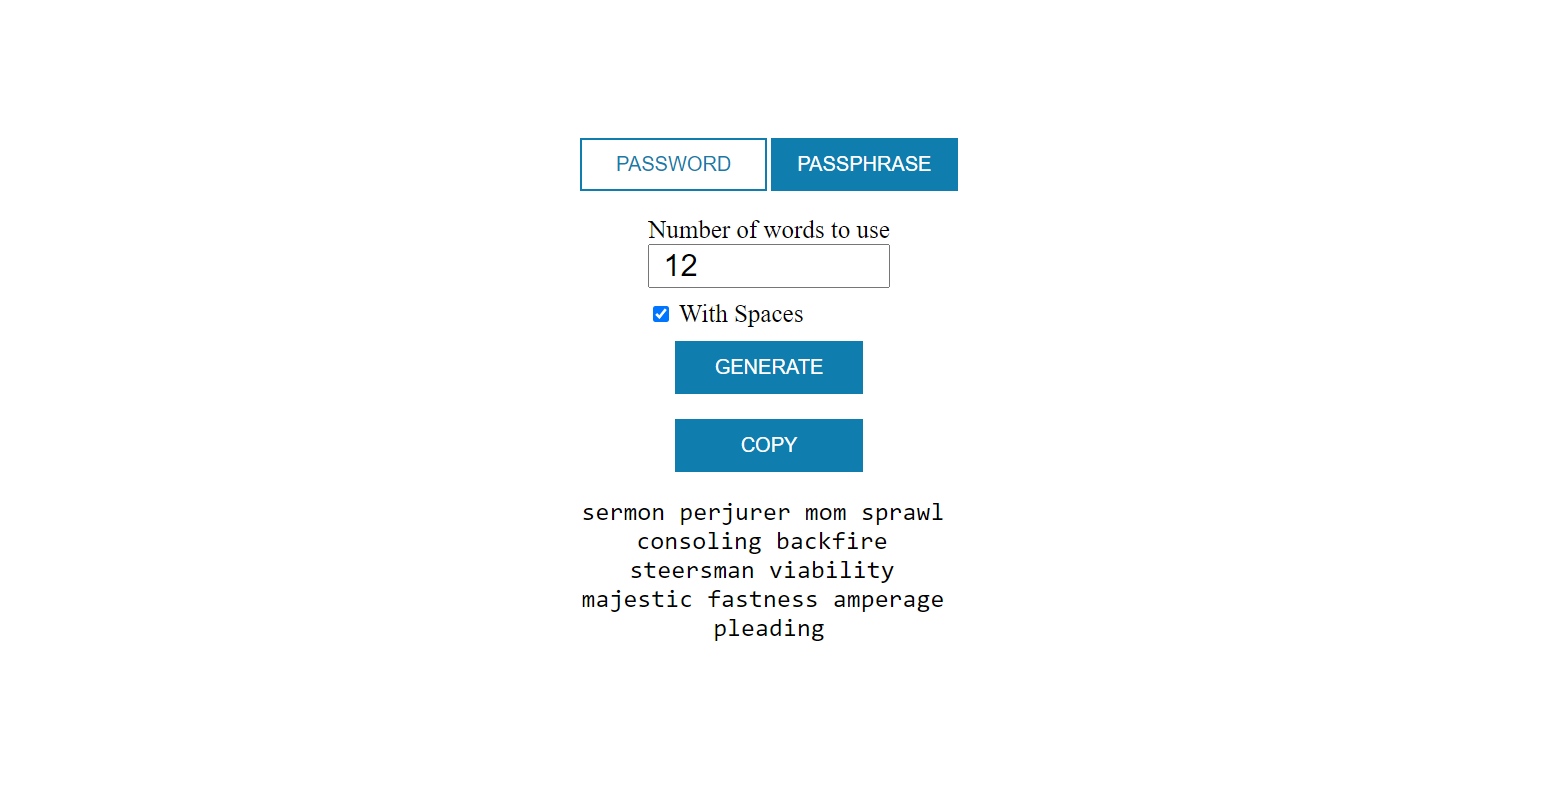 PASSWORD PASSPHRASE
Number of words to use
12
With Spaces
GENERATE
COPY
sermon perjurer mom sprawl
consoling backfire
steersman viability
majestic fastness amperage
pleading